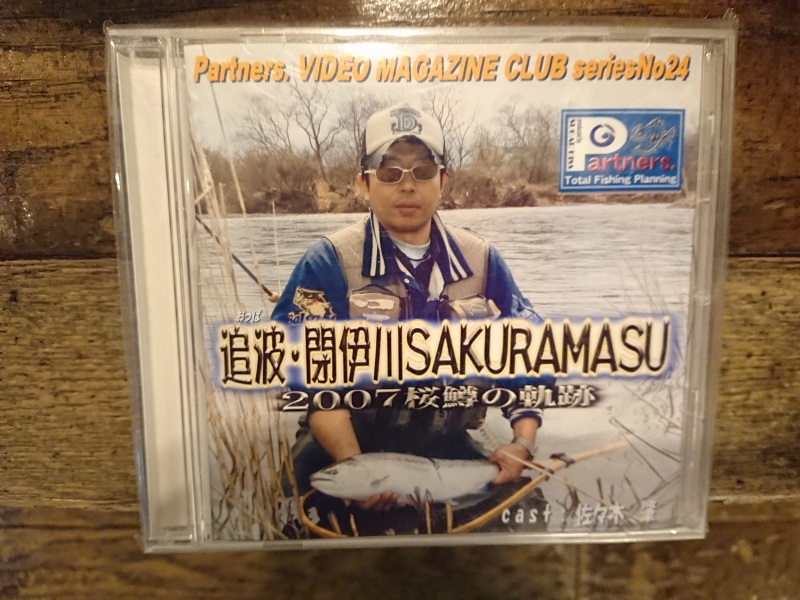 Partners. VIDEO MAGAZINE CLUB seriesNo24
Partners.
Total Fishing Planning
おっぱ
追波・閉伊川SAKURAMASU
2007桜鱒の軌跡
cast 佐々木 肇